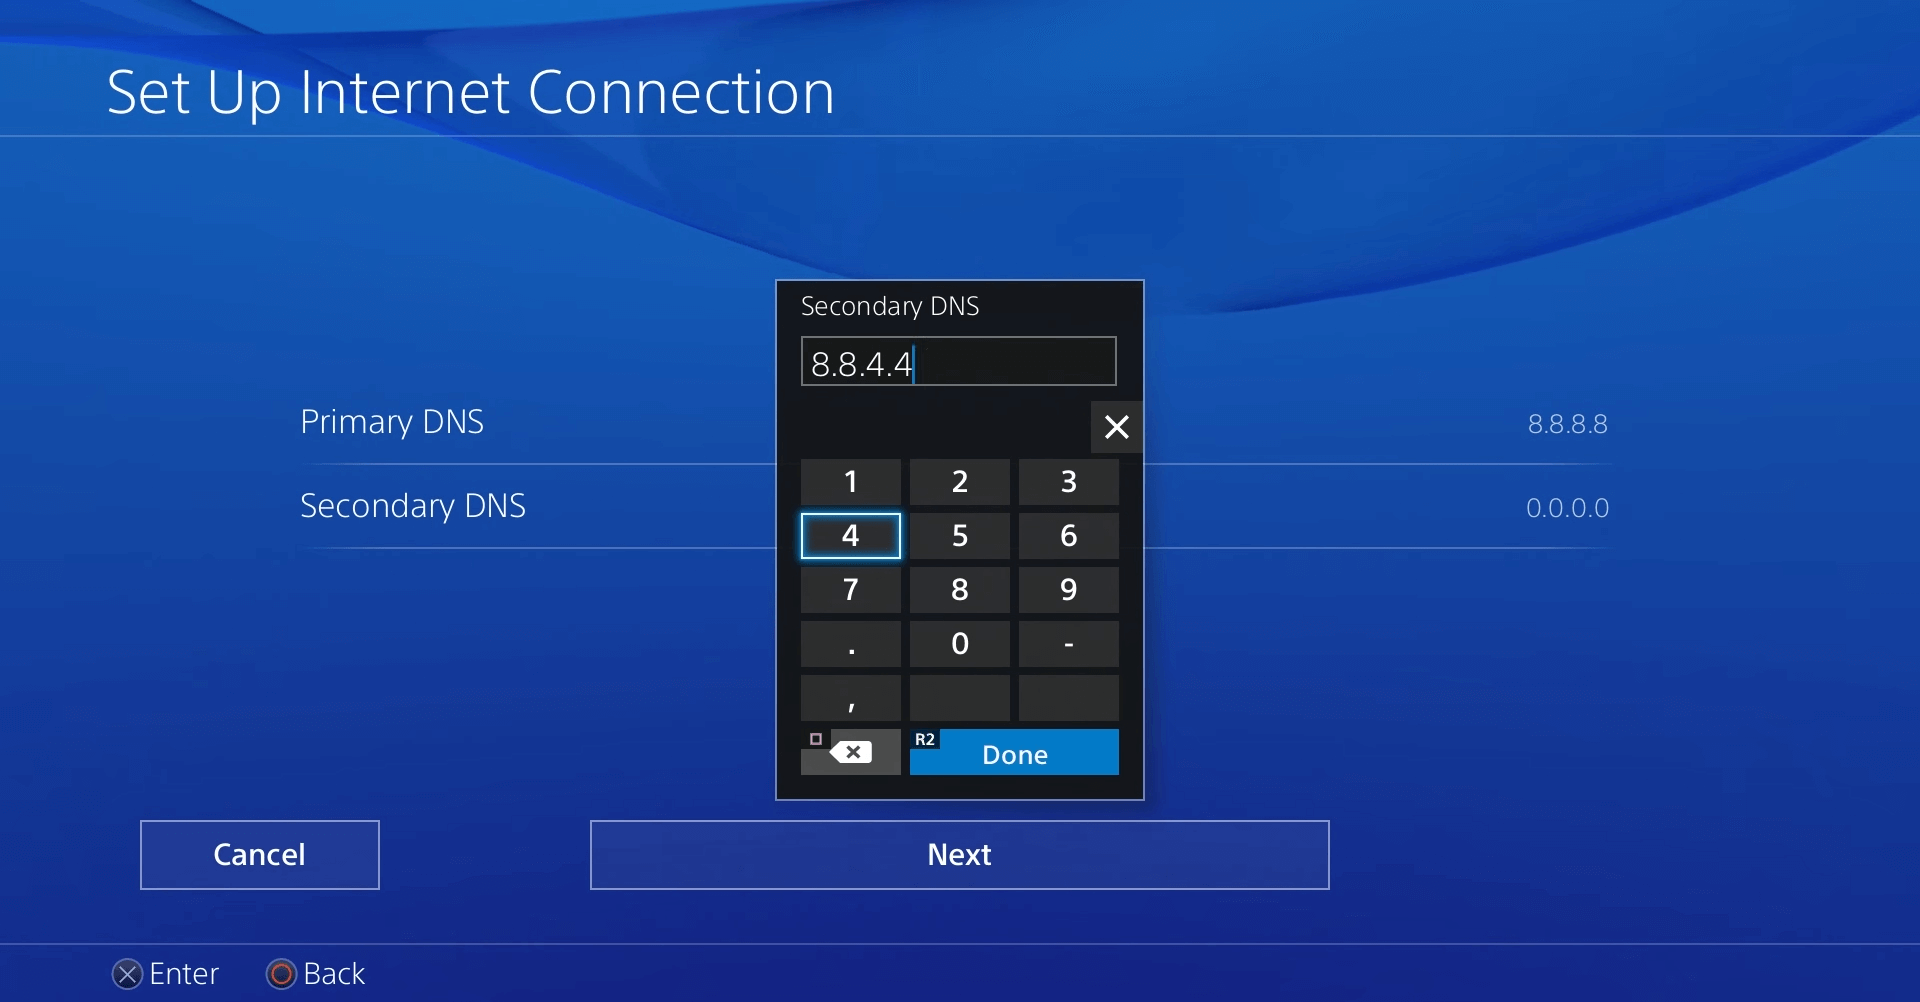 Set Up Internet Connection
Secondary DNS
8.8.4.4
Primary DNS 8.8.8.8
Secondary DNS 0.0.0.0
1 2 3
4 5 6
7 8 9
. 0 -
,
R2 Done
Cancel Next
Enter Back